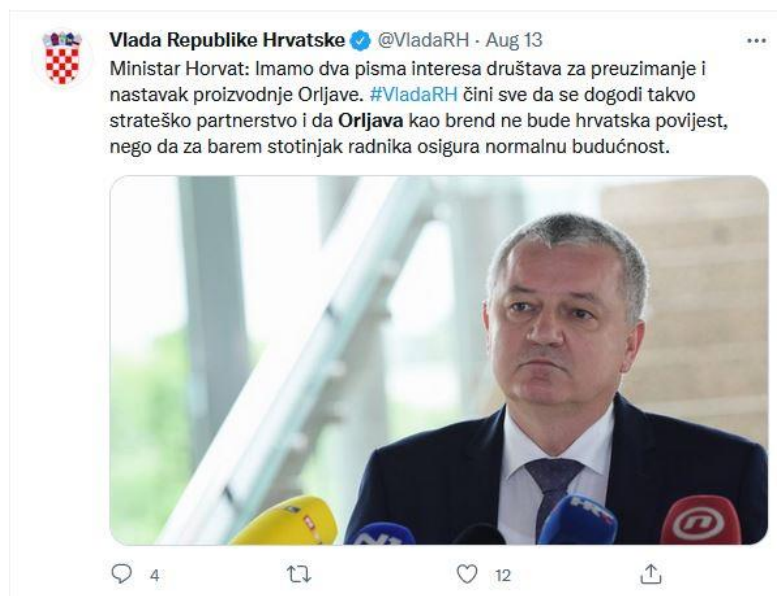 Vlada Republike Hrvatske @VladaRH · Aug 13
Ministar Horvat: Imamo dva pisma interesa društava za preuzimanje i
nastavak proizvodnje Orljave. #VladaRH čini sve da se dogodi takvo
strateško partnerstvo i da Orljava kao brend ne bude hrvatska povijest,
nego da za barem stotinjak radnika osigura normalnu budućnost.
RTL
N1
HRT
4
12